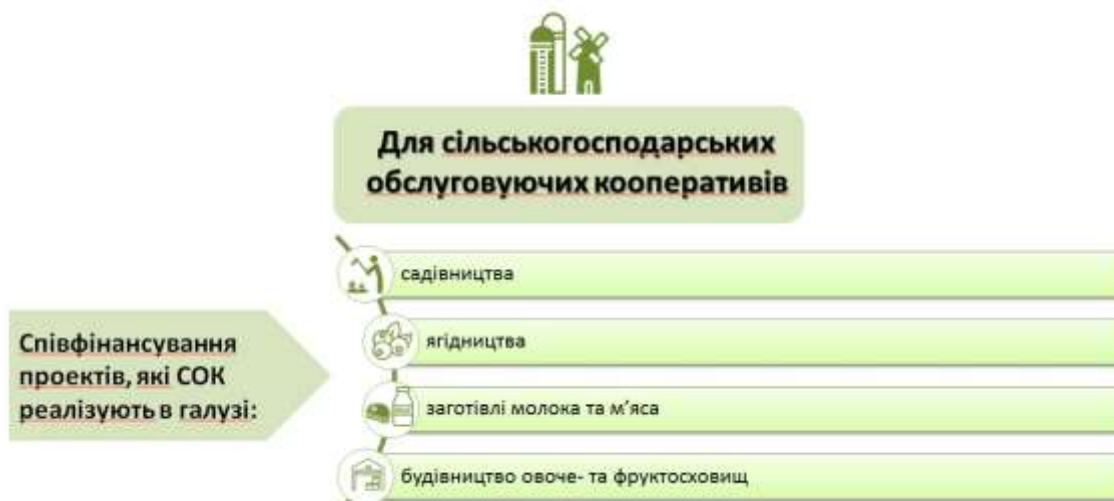 Для сільськогосподарських
обслуговуючих кооперативів
Співфінансування
проектів, які СОК
реалізують в галузі:
садівництва
ягідництва
заготівлі молока та м’яса
будівництво овоче- та фруктосховищ